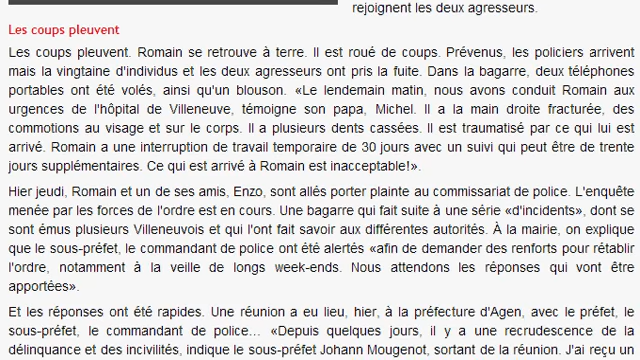 rejoignent les deux agresseurs.
Les coups pleuvent
Les coups pleuvent. Romain se retrouve à terre. Il est roué de coups. Prévenus, les policiers arrivent
mais la vingtaine d'individus et les deux agresseurs ont pris la fuite. Dans la bagarre, deux téléphones
portables ont été volés, ainsi qu'un blouson. «Le lendemain matin, nous avons conduit Romain aux
urgences de l'hôpital de Villeneuve, témoigne son papa, Michel. Il a la main droite fracturée, des
commotions au visage et sur le corps. Il a plusieurs dents cassées. Il est traumatisé par ce qui lui est
arrivé. Romain a une interruption de travail temporaire de 30 jours avec un suivi qui peut être de trente
jours supplémentaires. Ce qui est arrivé à Romain est inacceptable!».
Hier jeudi, Romain et un de ses amis, Enzo, sont allés porter plainte au commissariat de police. L'enquête
menée par les forces de l'ordre est en cours. Une bagarre qui fait suite à une série «d'incidents», dont se
sont émus plusieurs Villeneuvois et qui l'ont fait savoir aux différentes autorités. À la mairie, on explique
que le sous-préfet, le commandant de police ont été alertés «afin de demander des renforts pour rétablir
l'ordre, notamment à la veille de longs week-ends. Nous attendons les réponses qui vont être
apportées».
Et les réponses ont été rapides. Une réunion a eu lieu, hier, à la préfecture d'Agen, avec le préfet, le
sous-préfet, le commandant de police... «Depuis quelques jours, il y a une recrudescence de la
délinquance et des incivilités, indique le sous-préfet Johann Mougenot, sortant de la réunion. J'ai reçu un